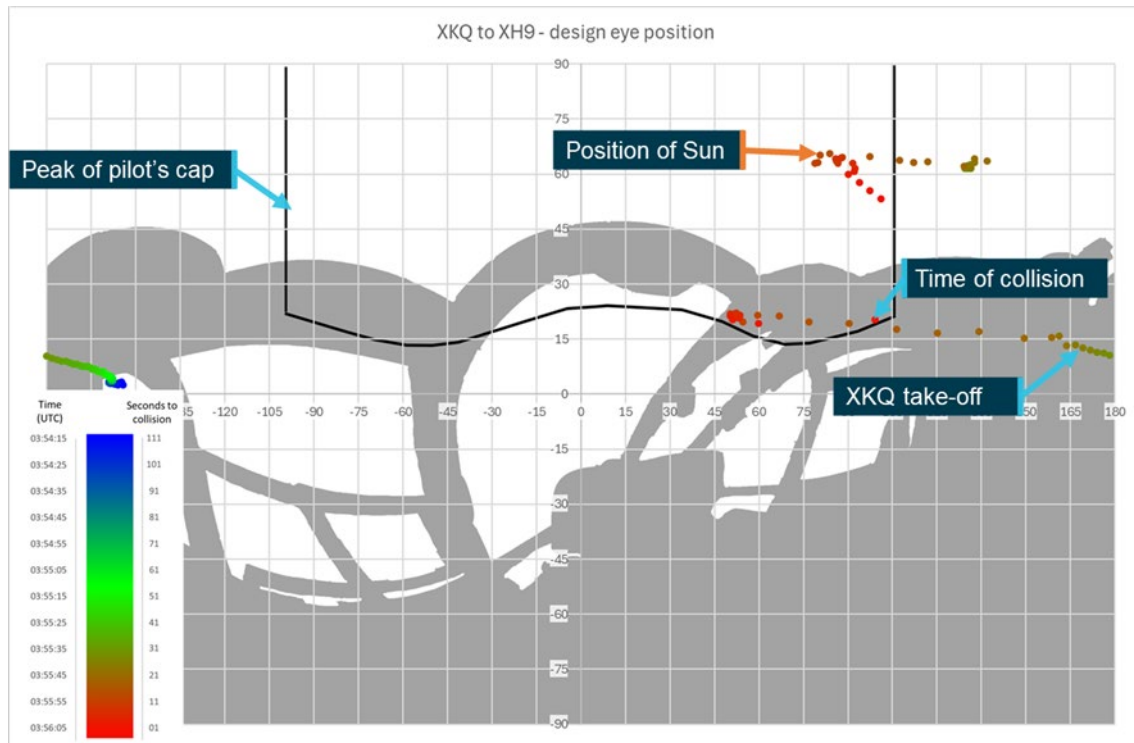 XKQ to XH9 - design eye position
90
75
Position of Sun
Peak of pilot's cap
60
45
Time of collision
30
15
XKQ take-off
0
-120 -105 -90 -75 -60 -45 -30 -15 0 15 30 45 60 75 165 180
Time
(UTC)
Seconds to
collision
03:54:15 111
03:54:25 101
03:54:35 91
03:54:45 81
03:54:55 71
03:55:05 61
03:55:15 51
03:55:25 41
03:55:35 31
03:55:45 21
03:55:55 11
03:56:05 01
-15
-30
-45
-60
-75
-90